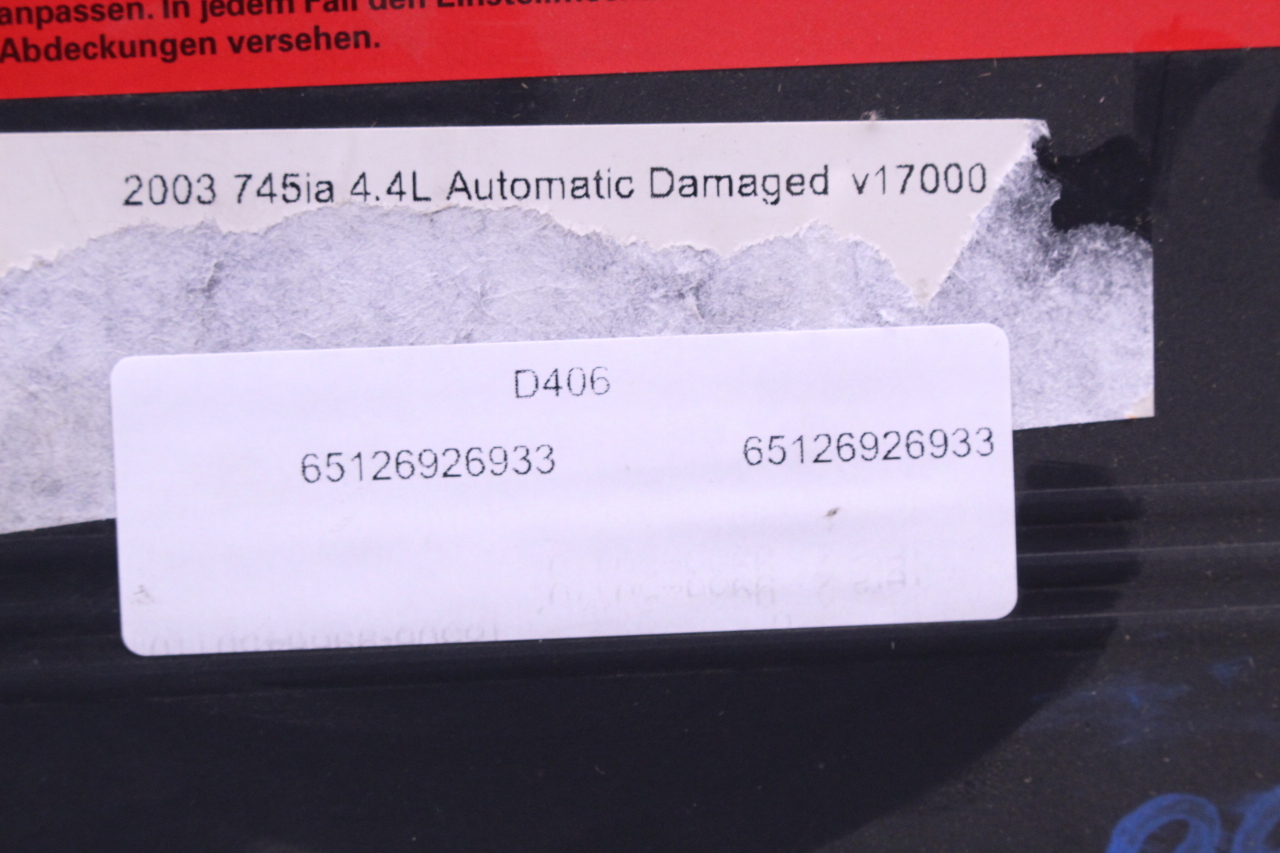 anpassen. In jedem Fall den
Abdeckungen versehen.
2003 745ia 4.4L Automatic Damaged v17000
D406
65126926933 65126926933